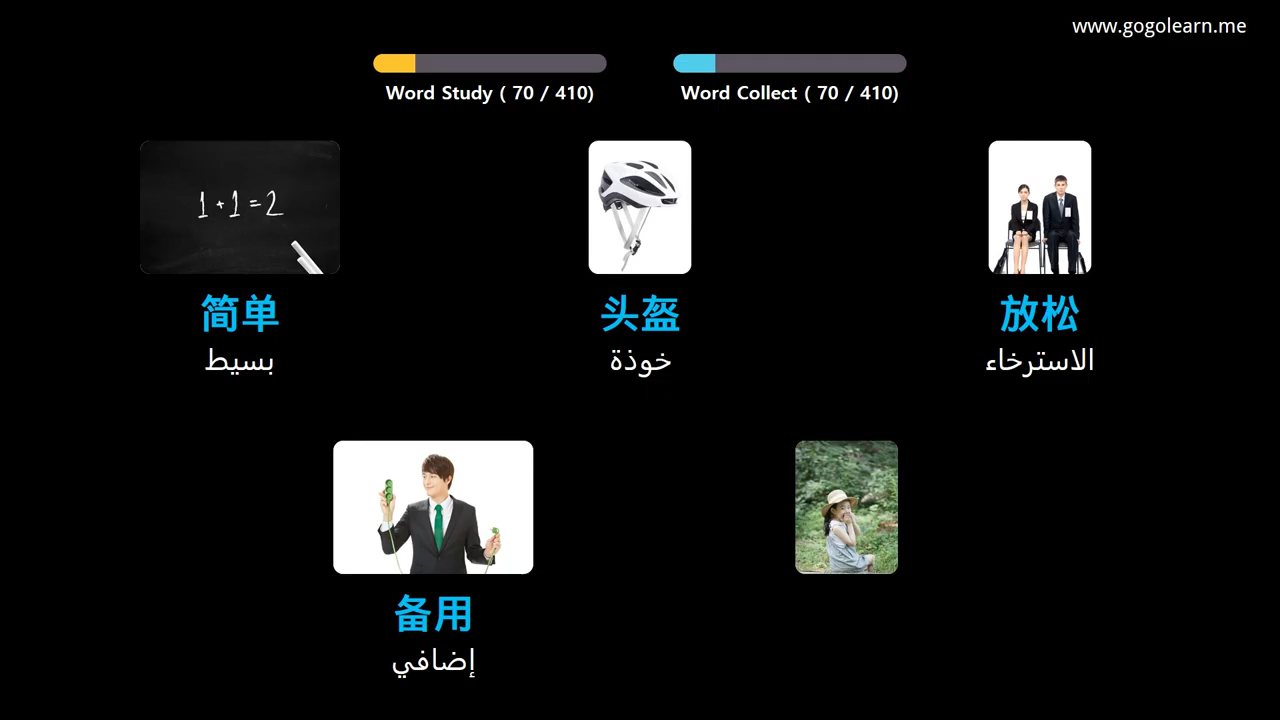 www.gogolearn.me
Word Study ( 70 / 410)
Word Collect ( 70 / 410)
1+1=2
简单
بسيط
头盔
خوذة
放松
الاسترخاء
备用
إضافي